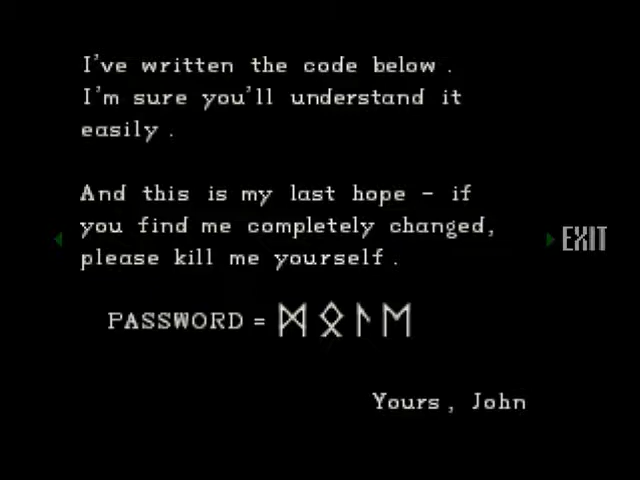 I've written the code below.
I'm sure you'll understand it
easily.
And this is my last hope - if
you find me completely changed,
please kill me yourself.
EXIT
PASSWORD = ᛞᛟᚳᛖ
Yours, John